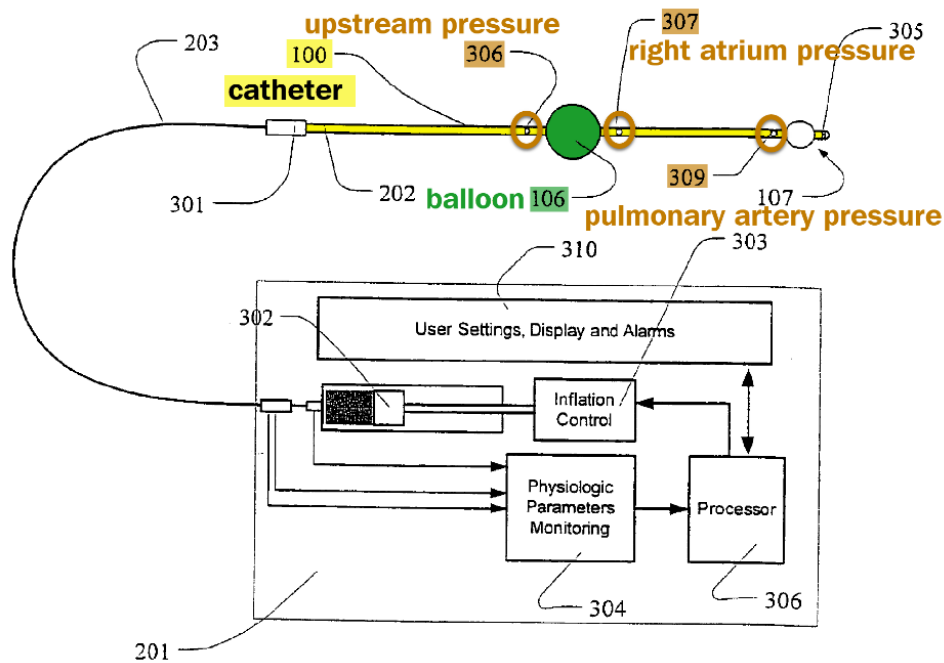 203
upstream pressure
100
306
307
right atrium pressure
305
catheter
301
202
balloon 106
309
107
pulmonary artery pressure
310
303
User Settings, Display and Alarms
302
Inflation
Control
Physiologic
Parameters
Monitoring
Processor
304
306
201